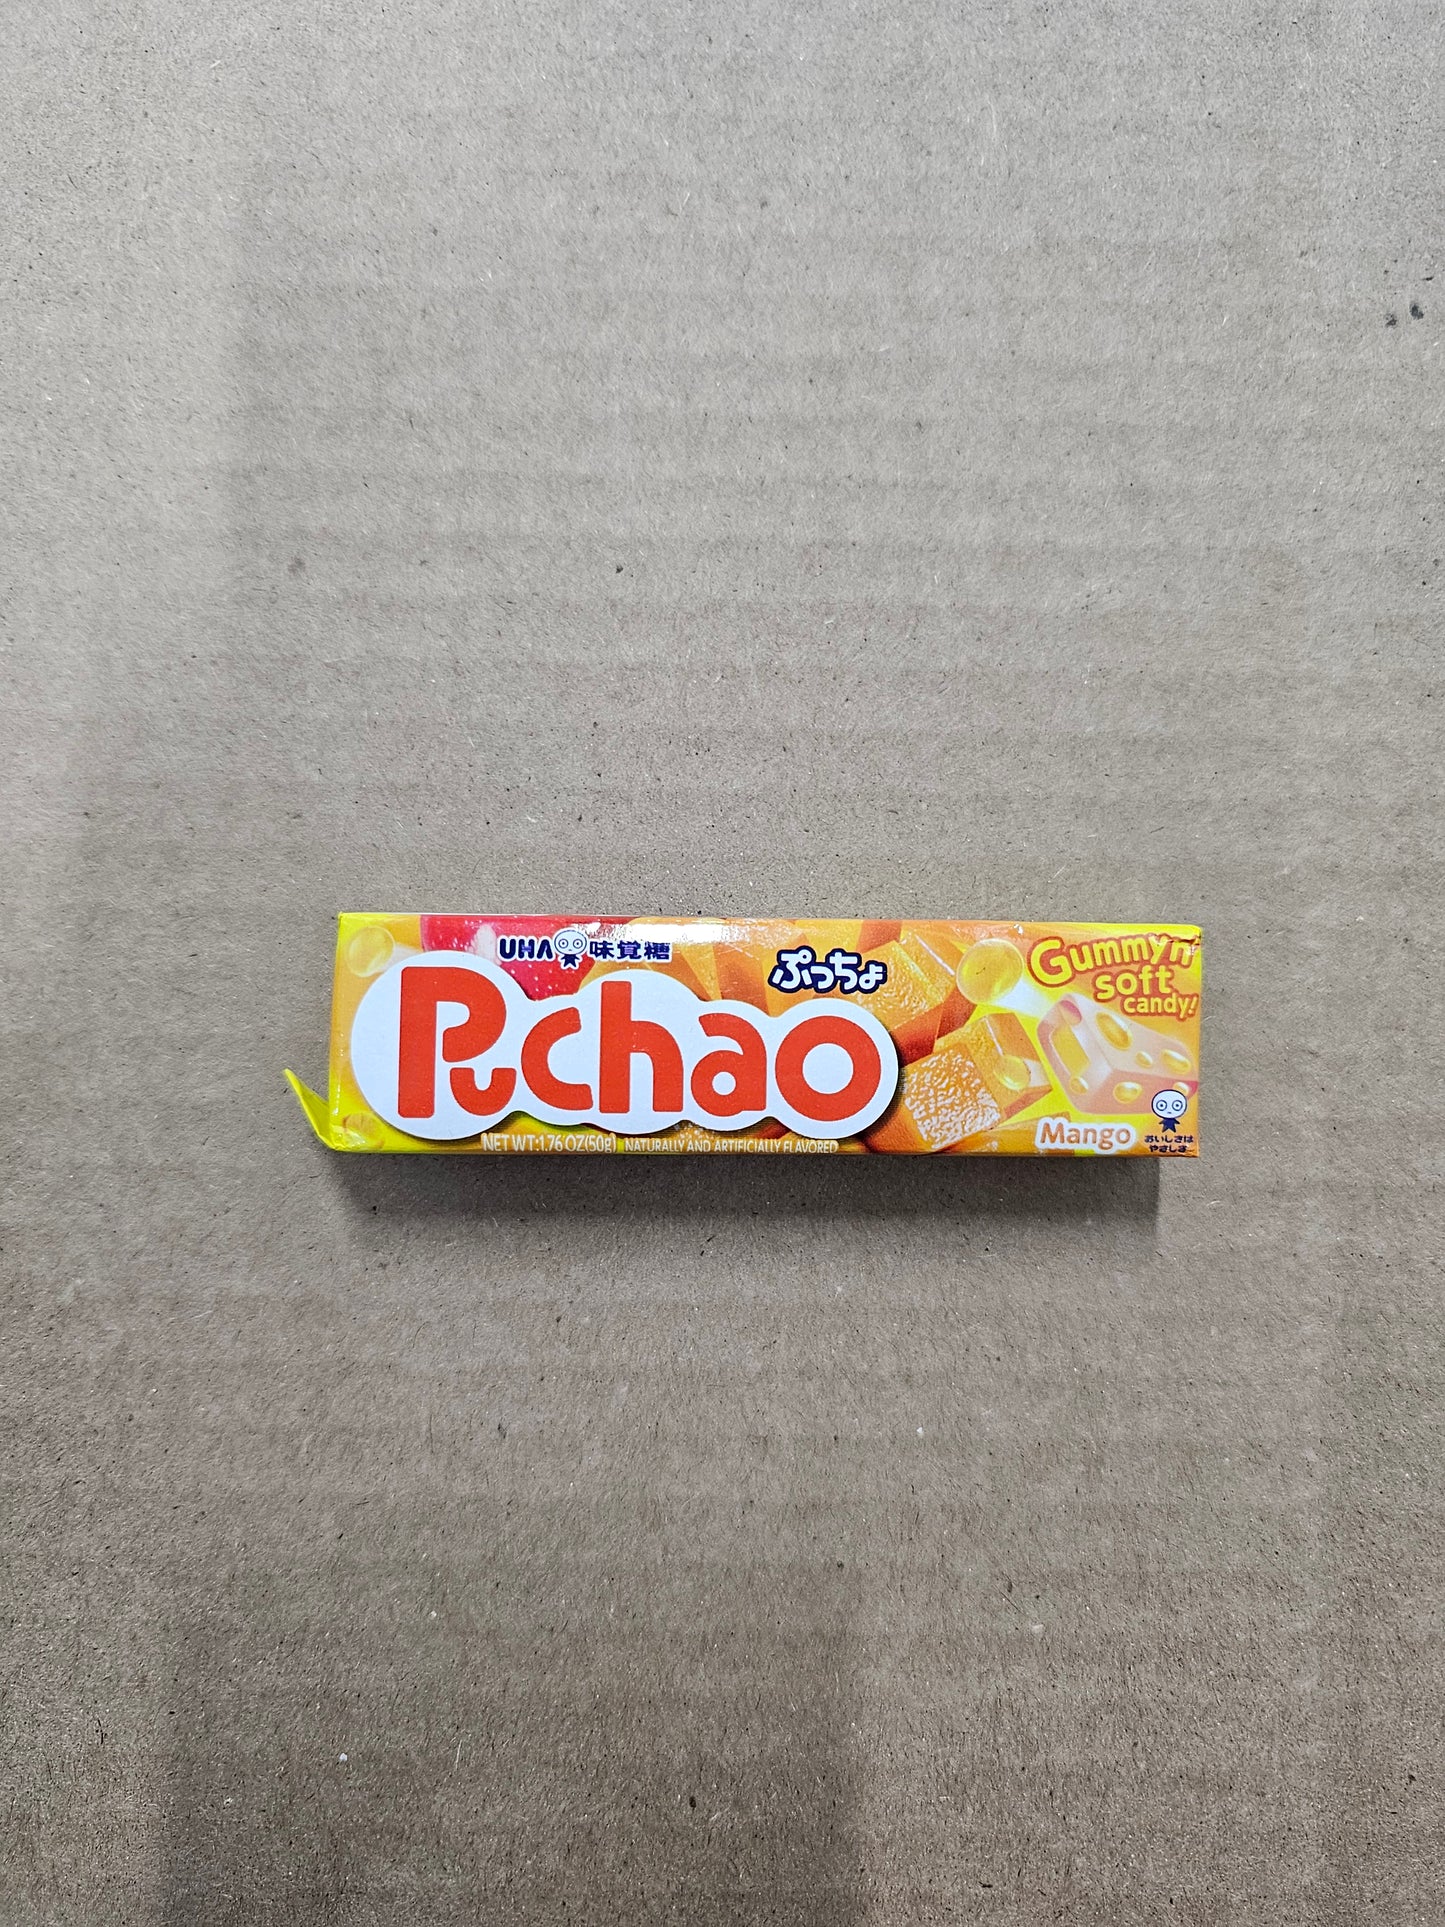 UHA 味覚糖
ぷっちょ
Puchao
Gummy n'
soft
candy!
Mango
おいしさは
やさしさ
NET WT:1.76 OZ(50g) NATURALLY AND ARTIFICIALLY FLAVORED